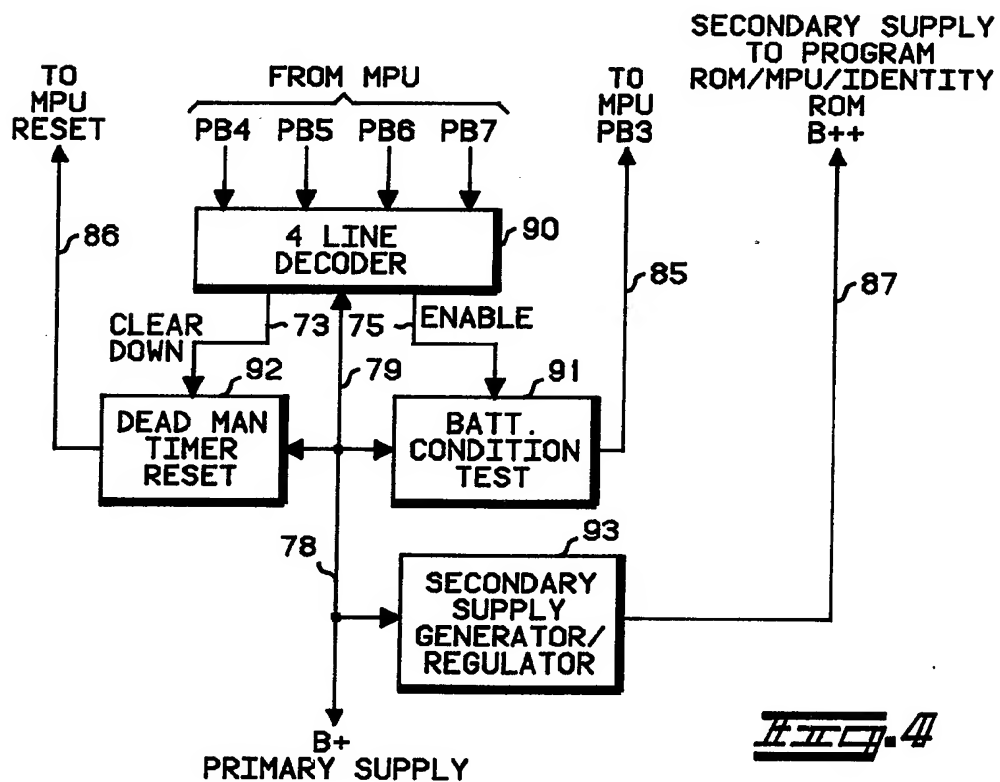 SECONDARY SUPPLY
TO PROGRAM
ROM/MPU/IDENTITY
ROM
B++
TO
MPU
RESET
FROM MPU
PB4 PB5 PB6 PB7
TO
MPU
PB3
86
4 LINE
DECODER
90
85
87
CLEAR
DOWN
73
75
ENABLE
79
92
DEAD MAN
TIMER
RESET
91
BATT.
CONDITION
TEST
78
93
SECONDARY
SUPPLY
GENERATOR/
REGULATOR
B+
PRIMARY SUPPLY
Fig. 4